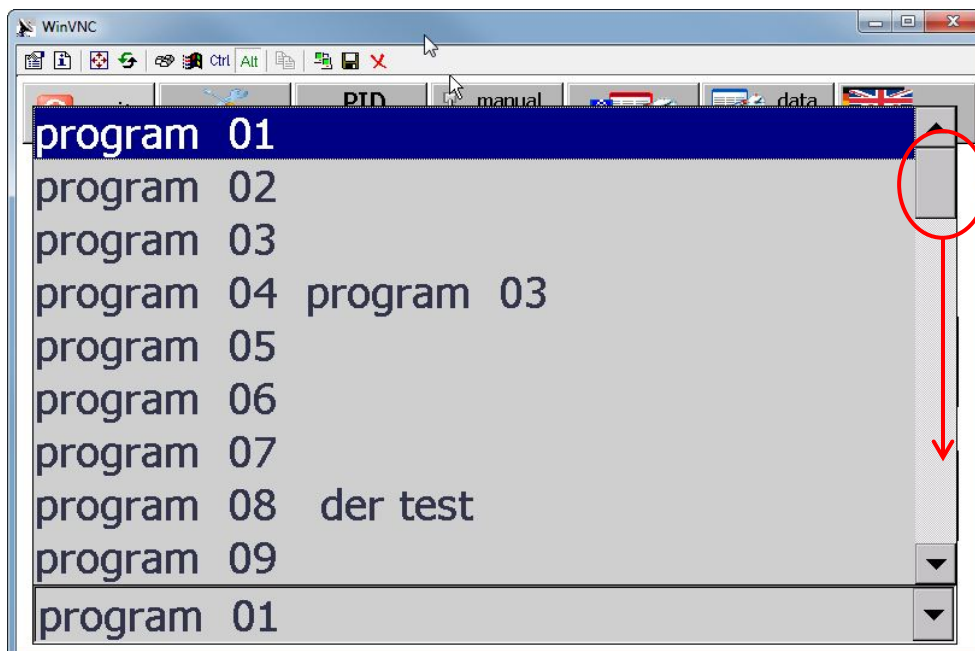 WinVNC
Ctrl Alt
PID manual data
program 01
program 02
program 03
program 04 program 03
program 05
program 06
program 07
program 08 der test
program 09
program 01